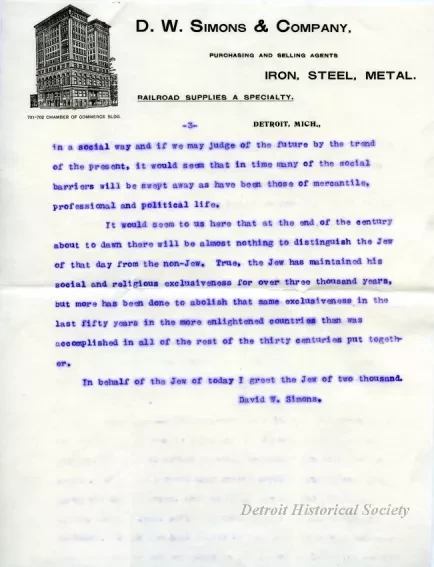 D. W. SIMONS & COMPANY,
PURCHASING AND SELLING AGENTS
IRON, STEEL, METAL.
RAILROAD SUPPLIES A SPECIALTY.
701-702 CHAMBER OF COMMERCE BLDG.
-3-
DETROIT, MICH.,
in a social way and if we may judge of the future by the trend
of the present, it would seem that in time many of the social
barriers will be swept away as have been those of mercantile,
professional and political life.
It would seem to us here that at the end of the century
about to dawn there will be almost nothing to distinguish the Jew
of that day from the non-Jew. True, the Jew has maintained his
social and religious exclusiveness for over three thousand years,
but more has been done to abolish that same exclusiveness in the
last fifty years in the more enlightened countries than was
accomplished in all of the rest of the thirty centuries put togeth-
er.
In behalf of the Jew of today I greet the Jew of two thousand.
David W. Simons.
Detroit Historical Society